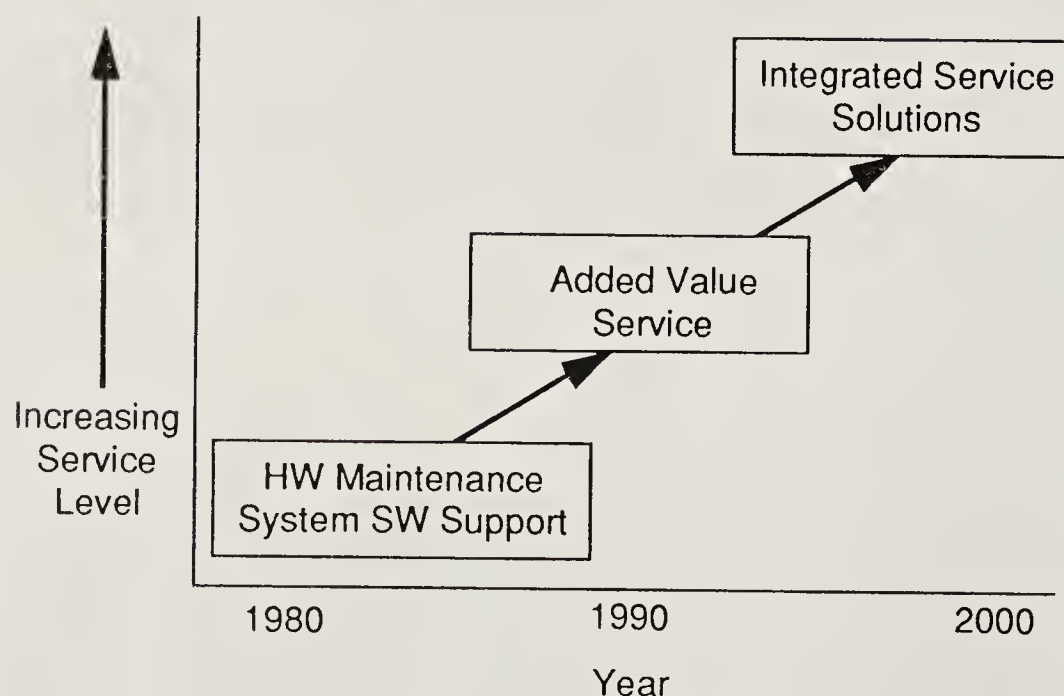 Integrated Service
Solutions
Added Value
Service
Increasing
Service
Level
HW Maintenance
System SW Support
1980
1990
2000
Year